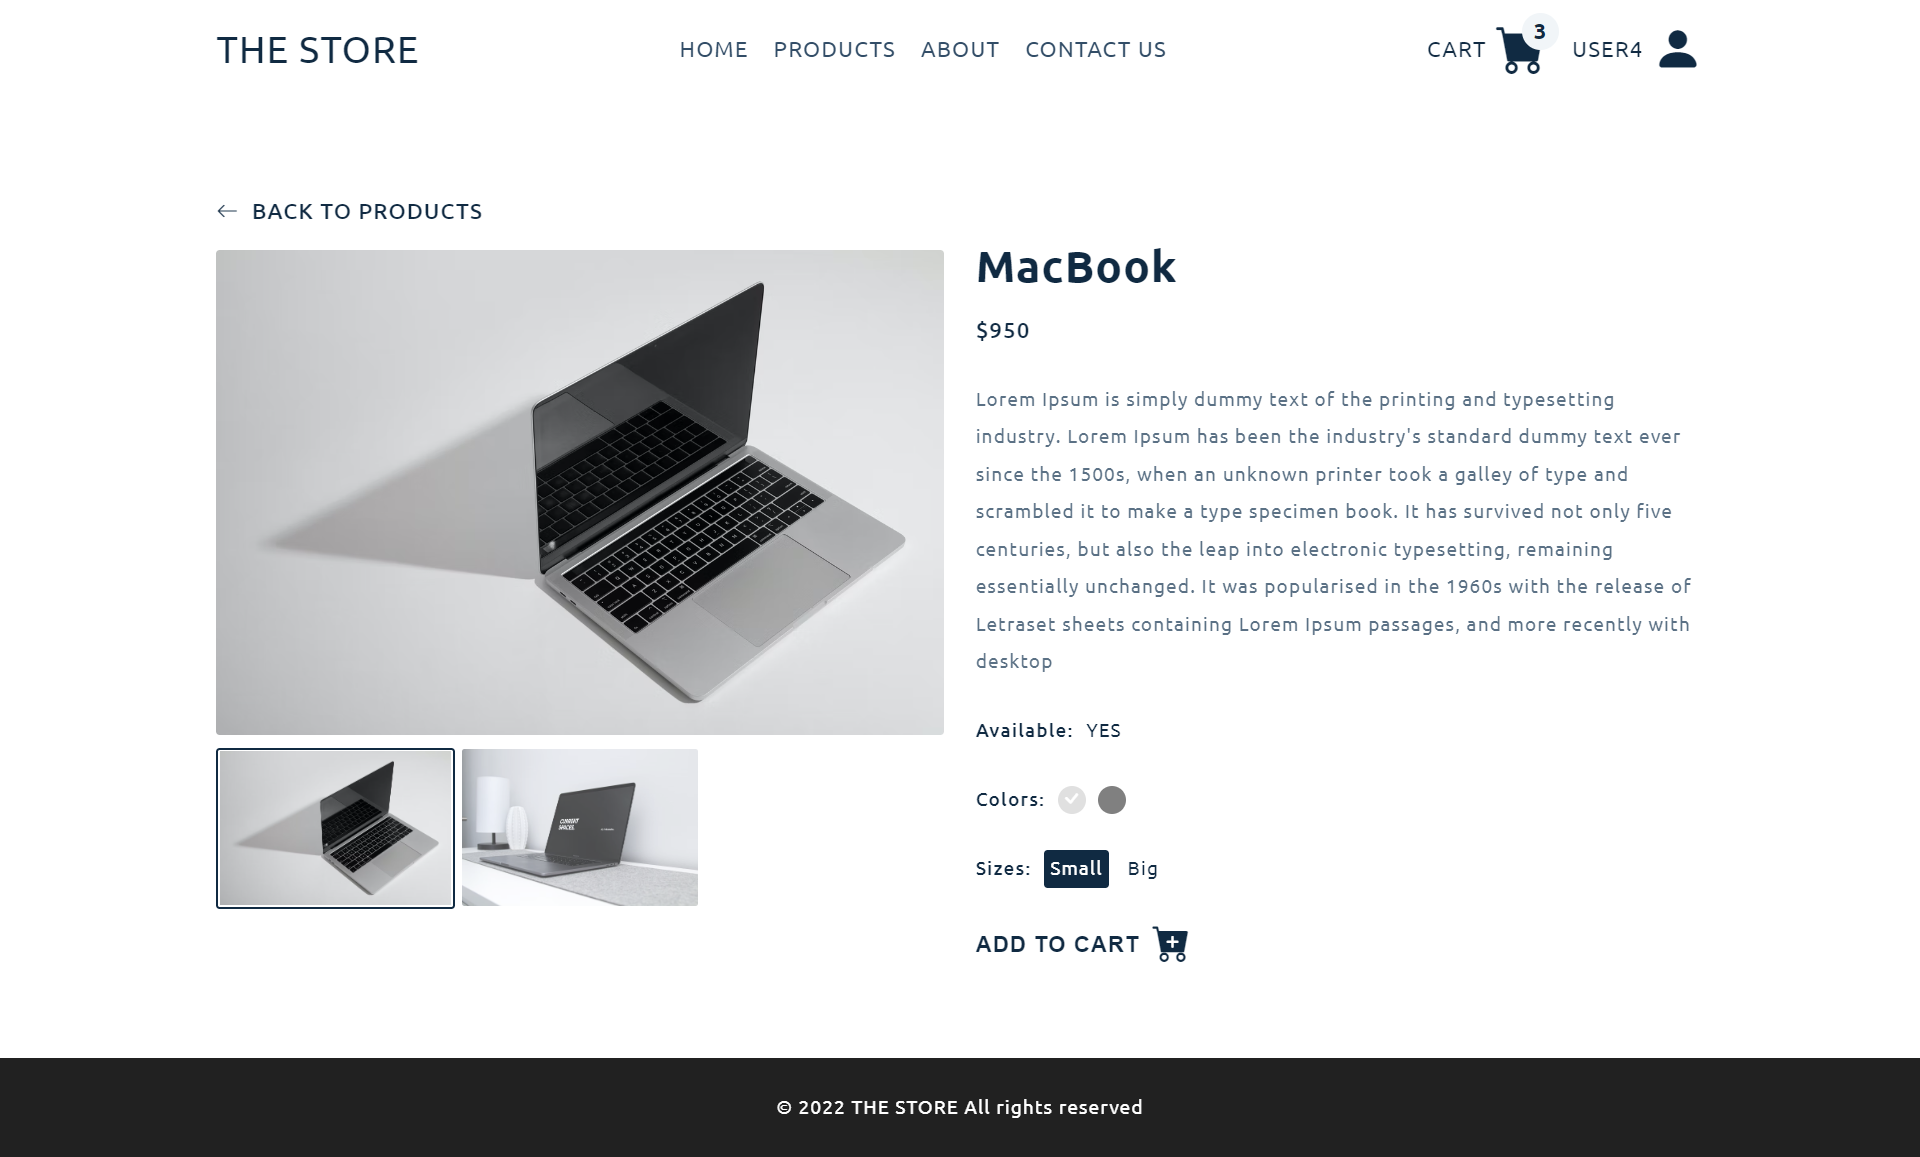 THE STORE
HOME PRODUCTS ABOUT CONTACT US
CART 3 USER4
BACK TO PRODUCTS
MacBook
$950
Lorem Ipsum is simply dummy text of the printing and typesetting
industry. Lorem Ipsum has been the industry's standard dummy text ever
since the 1500s, when an unknown printer took a galley of type and
scrambled it to make a type specimen book. It has survived not only five
centuries, but also the leap into electronic typesetting, remaining
essentially unchanged. It was popularised in the 1960s with the release of
Letraset sheets containing Lorem Ipsum passages, and more recently with
desktop
Available: YES
Colors:
Sizes: Small Big
ADD TO CART
© 2022 THE STORE All rights reserved